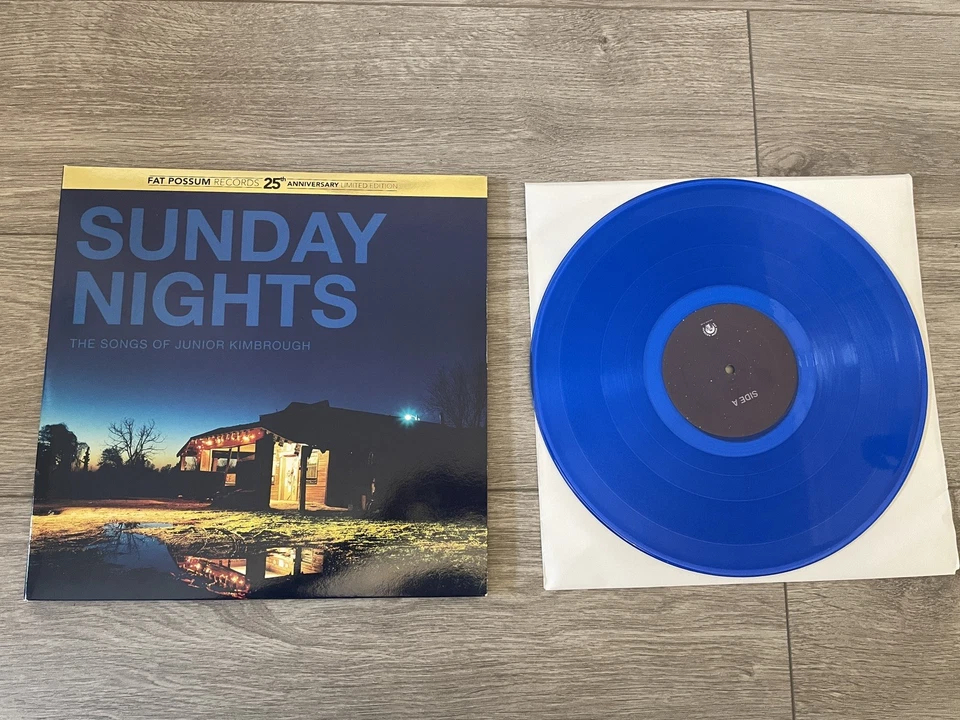 FAT POSSUM RECORDS 25th ANNIVERSARY LIMITED EDITION
SUNDAY
NIGHTS
THE SONGS OF JUNIOR KIMBROUGH
SIDE A